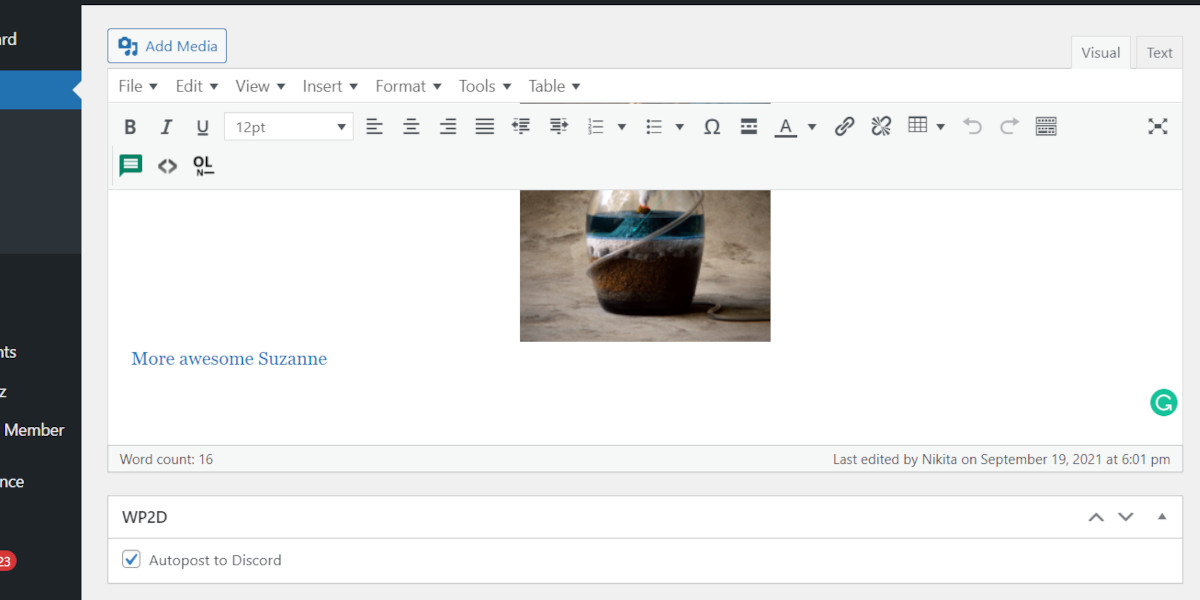 Add Media
Visual Text
File Edit View Insert Format Tools Table
B I U 12pt Ω A
OL
N
More awesome Suzanne
G
Word count: 16 Last edited by Nikita on September 19, 2021 at 6:01 pm
WP2D
Autopost to Discord
rd
nts
z
Member
nce
23